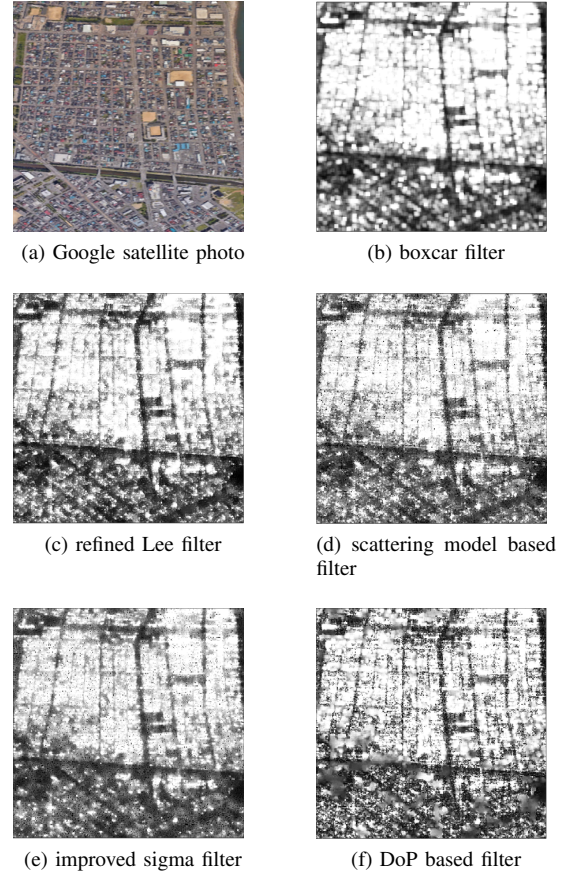 (a) Google satellite photo
(b) boxcar filter
(c) refined Lee filter
(d) scattering model based
filter
(e) improved sigma filter
(f) DoP based filter